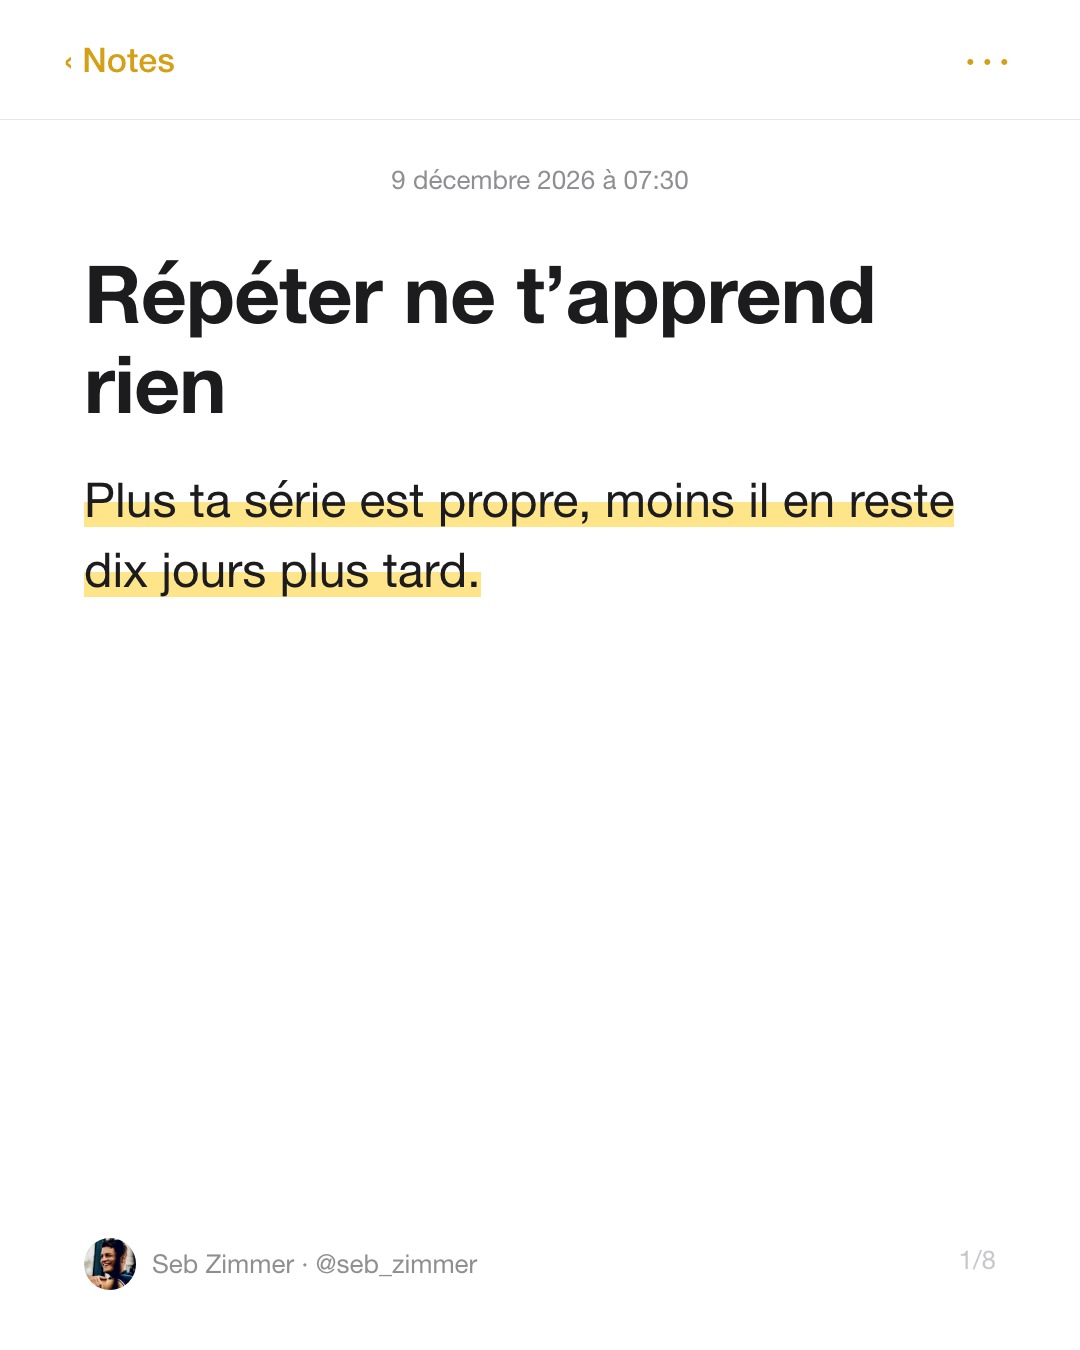 ‹ Notes
...
9 décembre 2026 à 07:30
Répéter ne t’apprend
rien
Plus ta série est propre, moins il en reste
dix jours plus tard.
Seb Zimmer · @seb_zimmer
1/8